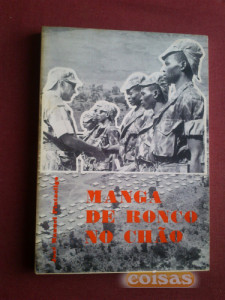 MANGA
DE RONCO
NO CHÃO
coisas